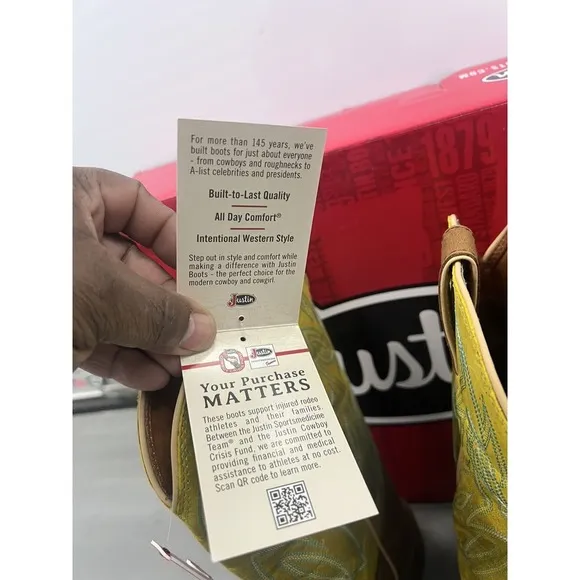 For more than 145 years, we've
built boots for just about everyone
- from cowboys and roughnecks to
A-list celebrities and presidents.
Built-to-Last Quality
All Day Comfort®
Intentional Western Style
Step out in style and comfort while
making a difference with Justin
Boots - the perfect choice for the
modern cowboy and cowgirl.
Justin
Justin
Your Purchase
MATTERS
These boots support injured rodeo
athletes and their families.
Between the Justin Sportsmedicine
Team® and the Justin Cowboy
Crisis Fund, we are committed to
providing financial and medical
assistance to athletes at no cost.
Scan QR code to learn more.
1879
ust